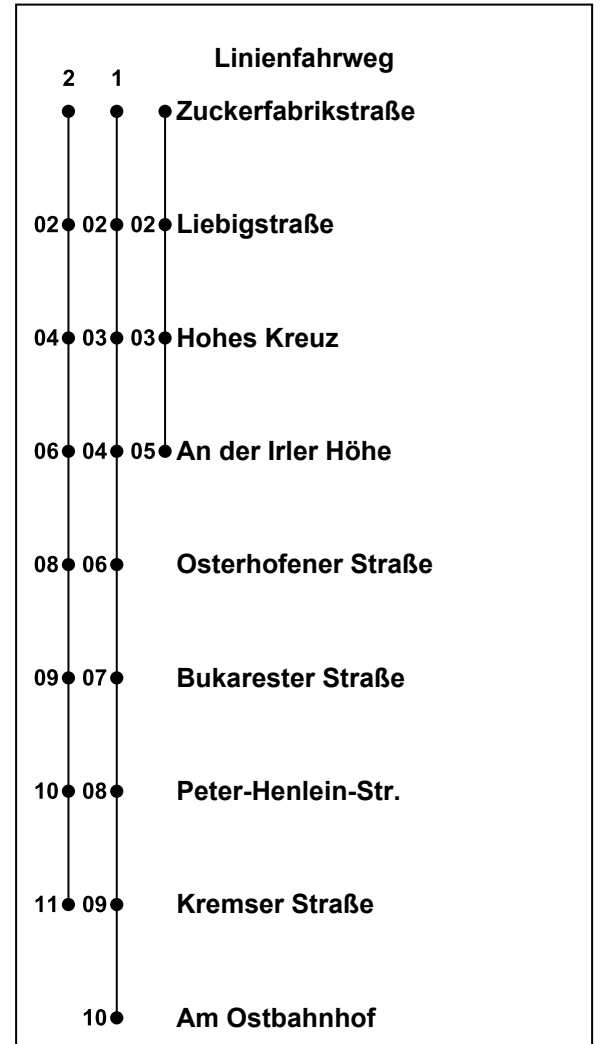 Linienfahrweg
2 1
Zuckerfabrikstraße
02 02 02 Liebigstraße
04 03 03 Hohes Kreuz
06 04 05 An der Irler Höhe
08 06 Osterhofener Straße
09 07 Bukarester Straße
10 08 Peter-Henlein-Str.
11 09 Kremser Straße
10 Am Ostbahnhof